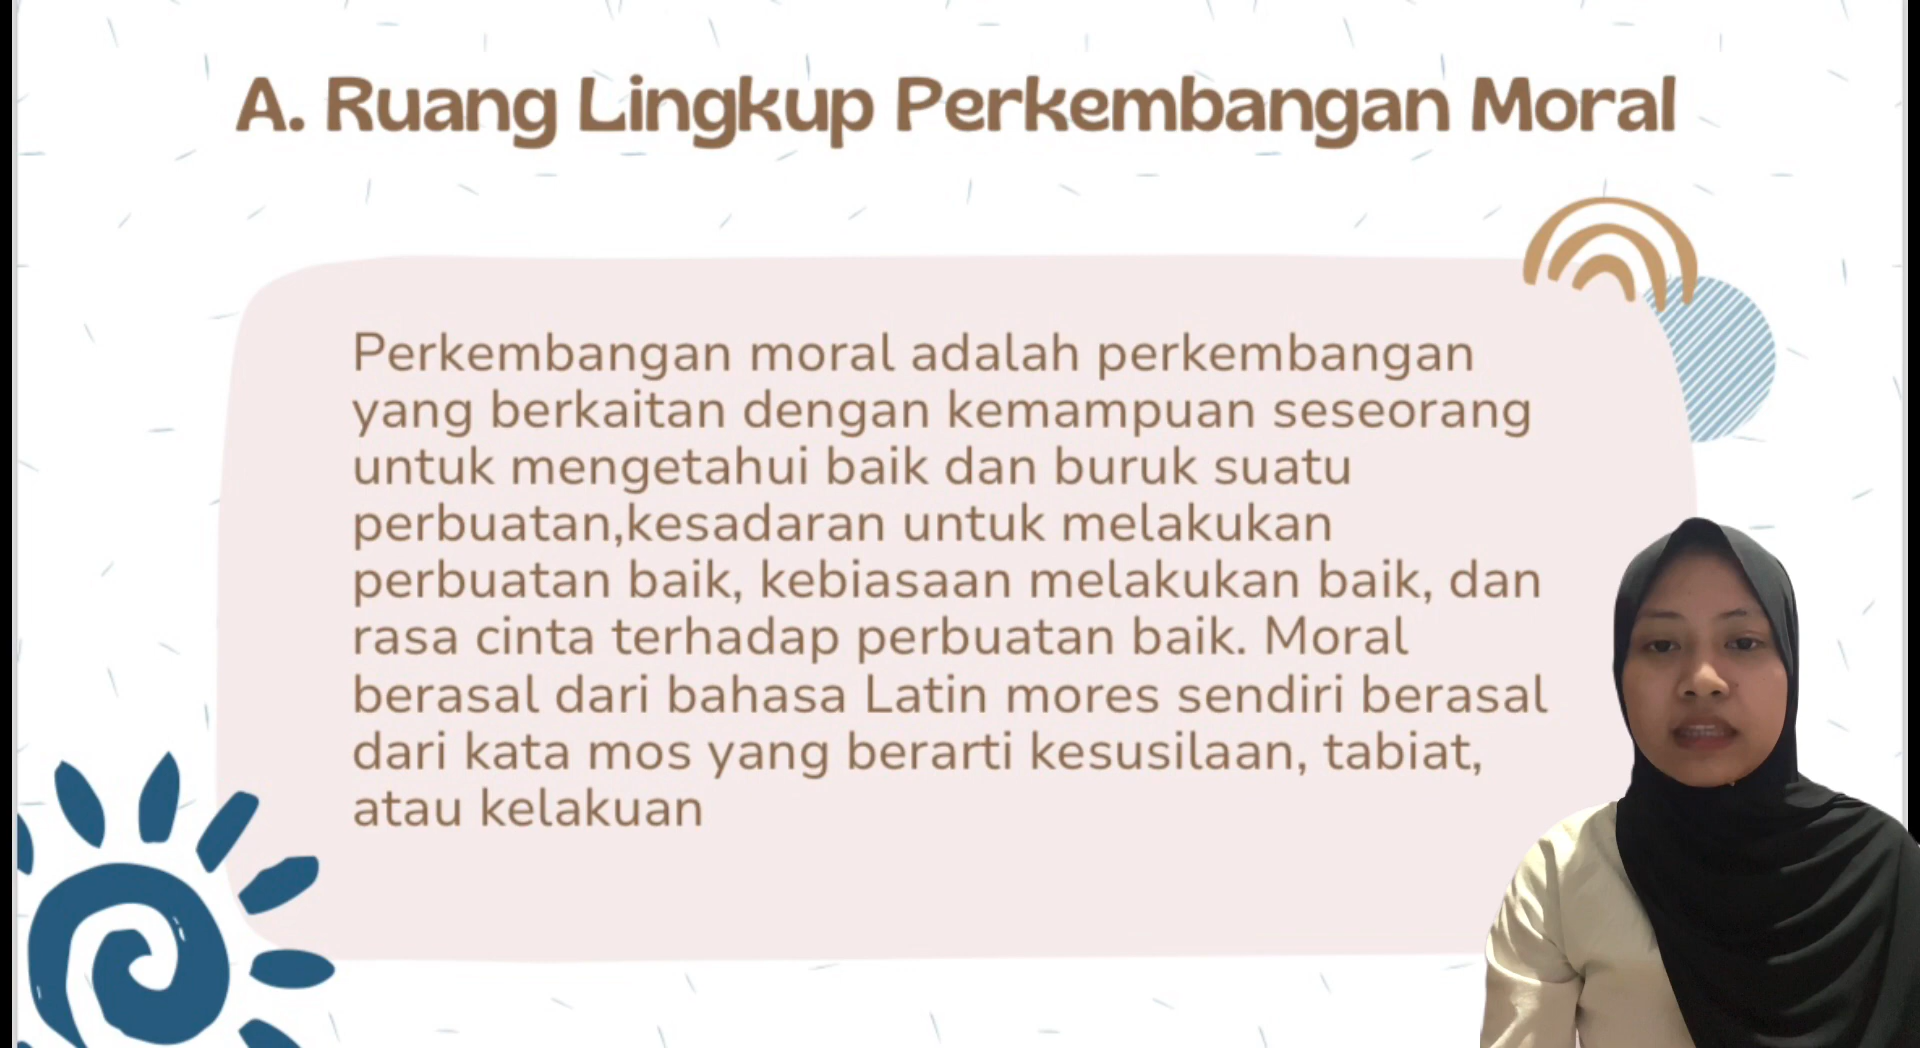 A. Ruang Lingkup Perkembangan Moral
Perkembangan moral adalah perkembangan
yang berkaitan dengan kemampuan seseorang
untuk mengetahui baik dan buruk suatu
perbuatan,kesadaran untuk melakukan
perbuatan baik, kebiasaan melakukan baik, dan
rasa cinta terhadap perbuatan baik. Moral
berasal dari bahasa Latin mores sendiri berasal
dari kata mos yang berarti kesusilaan, tabiat,
atau kelakuan